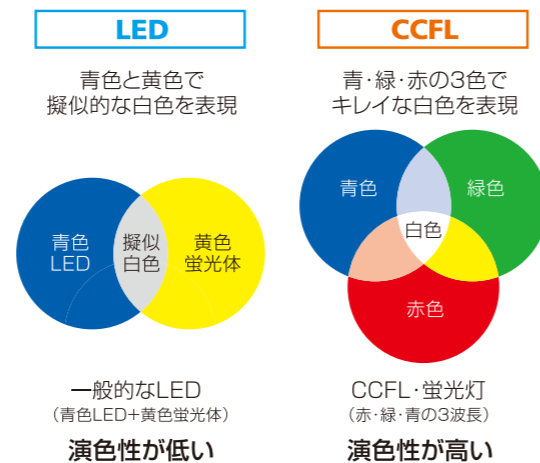 LED
青色と黄色で
擬似的な白色を表現
青色
LED
擬似
白色
黄色
蛍光体
一般的なLED
（青色LED+黄色蛍光体）
演色性が低い
CCFL
青・緑・赤の3色で
キレイな白色を表現
青色
緑色
白色
赤色
CCFL・蛍光灯
（赤・緑・青の3波長）
演色性が高い